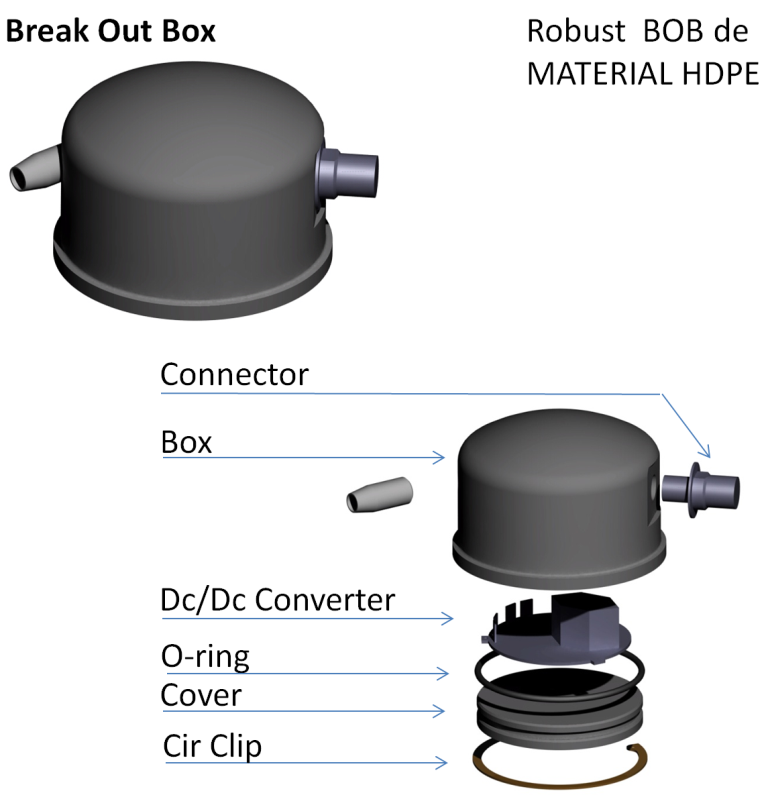 Break Out Box
Robust BOB de
MATERIAL HDPE
Connector
Box
Dc/Dc Converter
O-ring
Cover
Cir Clip